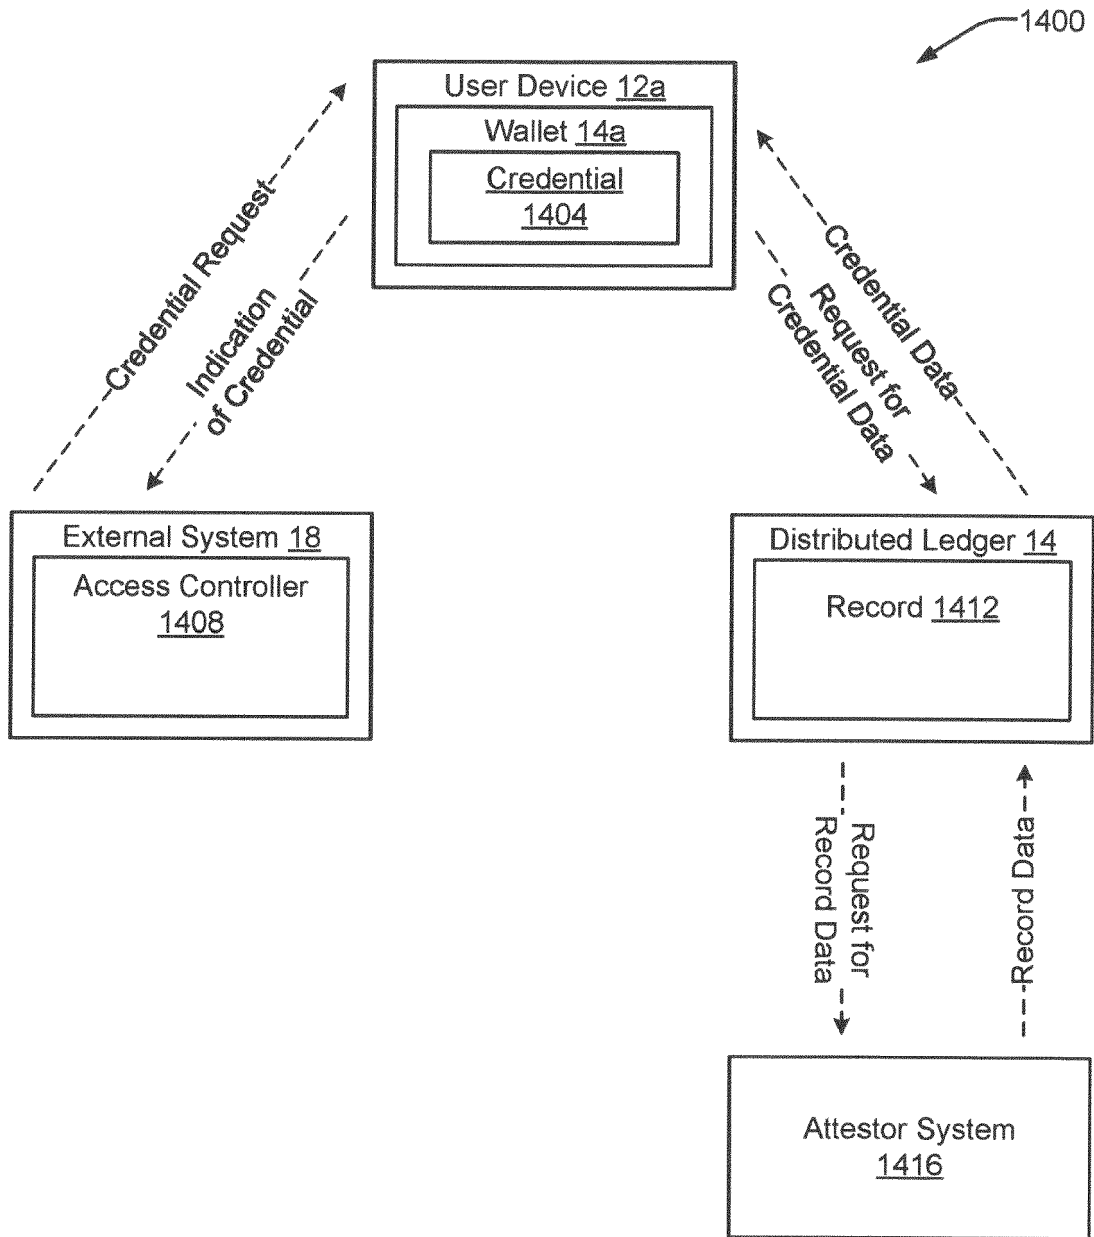 1400
User Device 12a
Wallet 14a
Credential
1404
Credential Request
Indication
of Credential
Credential Data
Request for
Credential Data
External System 18
Access Controller
1408
Distributed Ledger 14
Record 1412
Request for
Record Data
Record Data
Attestor System
1416